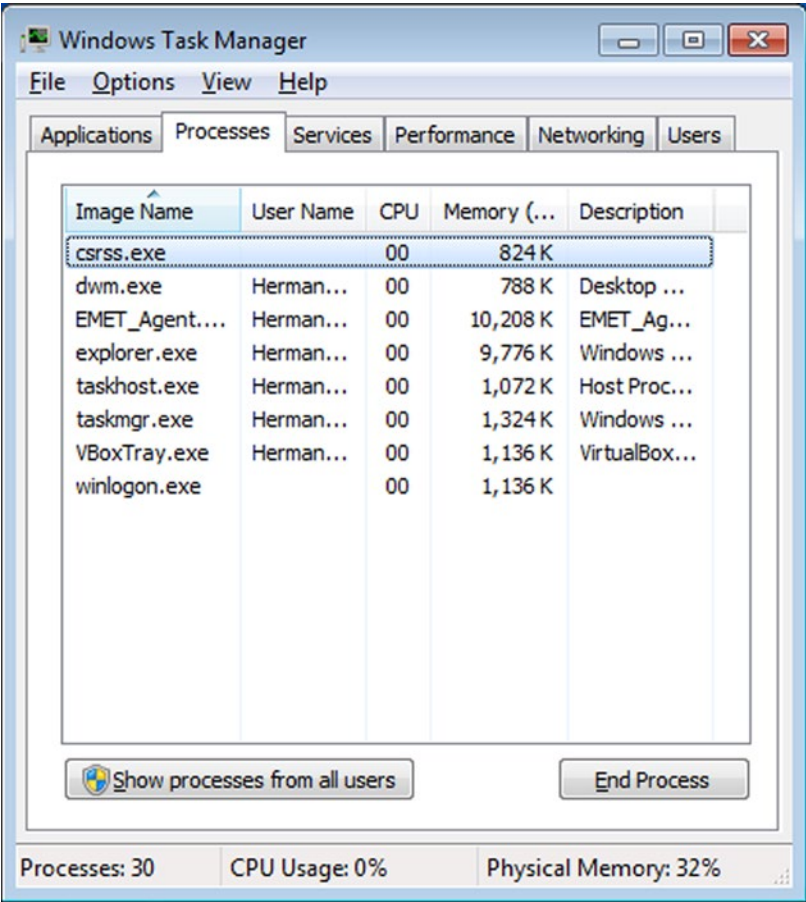 Windows Task Manager
File Options View Help
Applications Processes Services Performance Networking Users
Image Name User Name CPU Memory (... Description
csrss.exe 00 824 K
dwm.exe Herman... 00 788 K Desktop ...
EMET_Agent.... Herman... 00 10,208 K EMET_Ag...
explorer.exe Herman... 00 9,776 K Windows ...
taskhost.exe Herman... 00 1,072 K Host Proc...
taskmgr.exe Herman... 00 1,324 K Windows ...
VBoxTray.exe Herman... 00 1,136 K VirtualBox...
winlogon.exe 00 1,136 K
Show processes from all users End Process
Processes: 30 CPU Usage: 0% Physical Memory: 32%